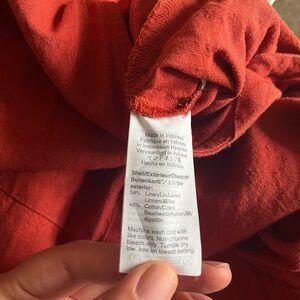 Made in Indonesia
Fabriqué en Indonésie
in Indonesien Hergestellt
Vervaardigd in Indonesië
インドネシア製
Hecho en Indonesia
Shell/Extérieur/Oberstoff/
Buitenkant/
exterior:
54% Linen/Lin/Leinen/
Linnen/
46% Cotton/Coton/
Baumwolle/Katoen/綿/
algodón
Machine wash cold with
like colors. Non-chlorine
bleach only. Tumble dry
low. Iron on lowest setting.